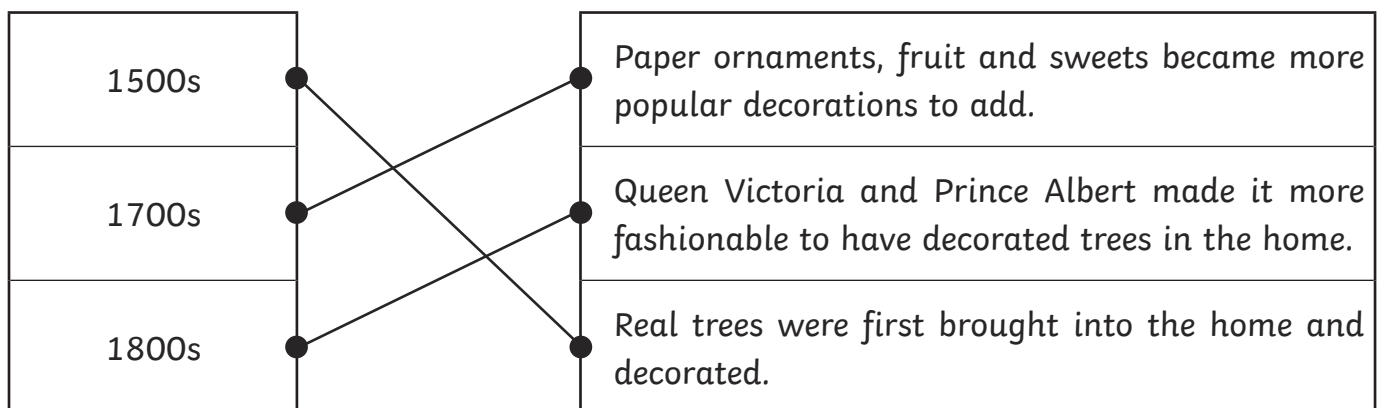 1500s
Paper ornaments, fruit and sweets became more
popular decorations to add.
1700s
Queen Victoria and Prince Albert made it more
fashionable to have decorated trees in the home.
1800s
Real trees were first brought into the home and
decorated.